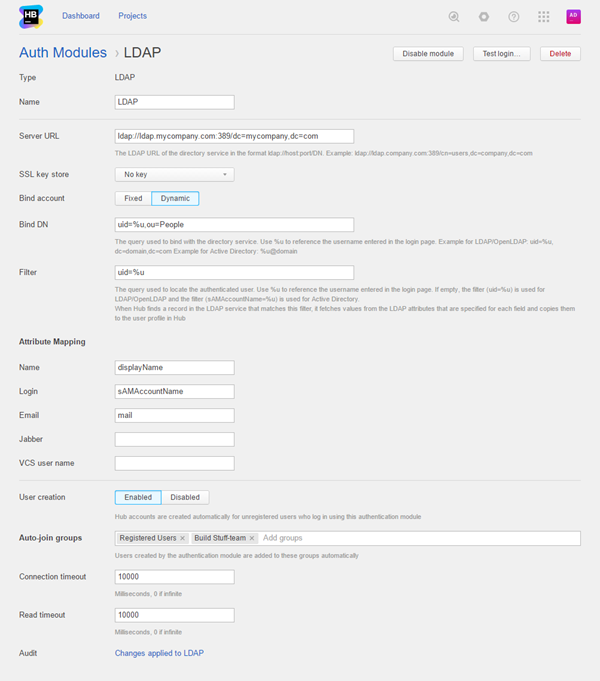 HB
Dashboard Projects
AD
Auth Modules › LDAP
Disable module Test login... Delete
Type LDAP
Name LDAP
Server URL ldap://ldap.mycompany.com:389/dc=mycompany,dc=com
The LDAP URL of the directory service in the format ldap://host:port/DN. Example: ldap://ldap.company.com:389/cn=users,dc=company,dc=com
SSL key store No key
Bind account Fixed Dynamic
Bind DN uid=%u,ou=People
The query used to bind with the directory service. Use %u to reference the username entered in the login page. Example for LDAP/OpenLDAP: uid=%u,
dc=domain,dc=com Example for Active Directory: %u@domain
Filter uid=%u
The query used to locate the authenticated user. Use %u to reference the username entered in the login page. If empty, the filter (uid=%u) is used for
LDAP/OpenLDAP and the filter (sAMAccountName=%u) is used for Active Directory.
When Hub finds a record in the LDAP service that matches this filter, it fetches values from the LDAP attributes that are specified for each field and copies them
to the user profile in Hub
Attribute Mapping
Name displayName
Login sAMAccountName
Email mail
Jabber
VCS user name
User creation Enabled Disabled
Hub accounts are created automatically for unregistered users who log in using this authentication module
Auto-join groups Registered Users × Build Stuff-team × Add groups
Users created by the authentication module are added to these groups automatically
Connection timeout 10000
Milliseconds, 0 if infinite
Read timeout 10000
Milliseconds, 0 if infinite
Audit Changes applied to LDAP